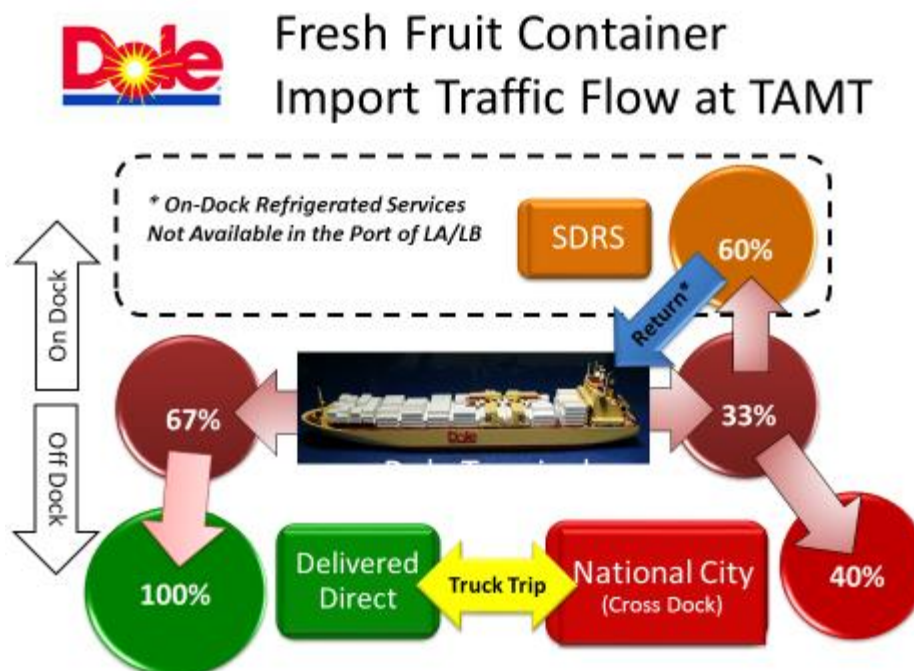 Dole
Fresh Fruit Container
Import Traffic Flow at TAMT
* On-Dock Refrigerated Services
Not Available in the Port of LA/LB
SDRS
60%
On Dock
Return*
67%
Dole
33%
Off Dock
100%
Delivered
Direct
Truck Trip
National City
(Cross Dock)
40%